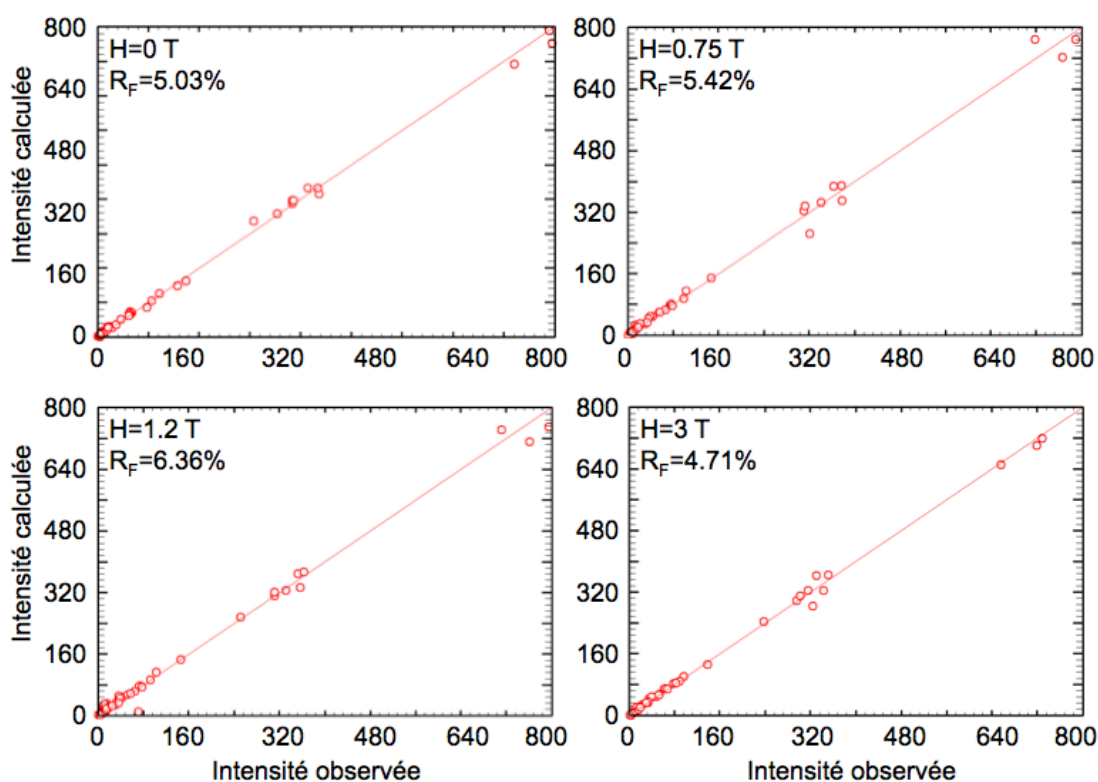 800
640
480
320
160
0
Intensité calculée
H=0 T
R_F=5.03%
0 160 320 480 640 800
800
640
480
320
160
0
H=0.75 T
R_F=5.42%
0 160 320 480 640 800
800
640
480
320
160
0
Intensité calculée
H=1.2 T
R_F=6.36%
0 160 320 480 640 800
Intensité observée
800
640
480
320
160
0
H=3 T
R_F=4.71%
0 160 320 480 640 800
Intensité observée